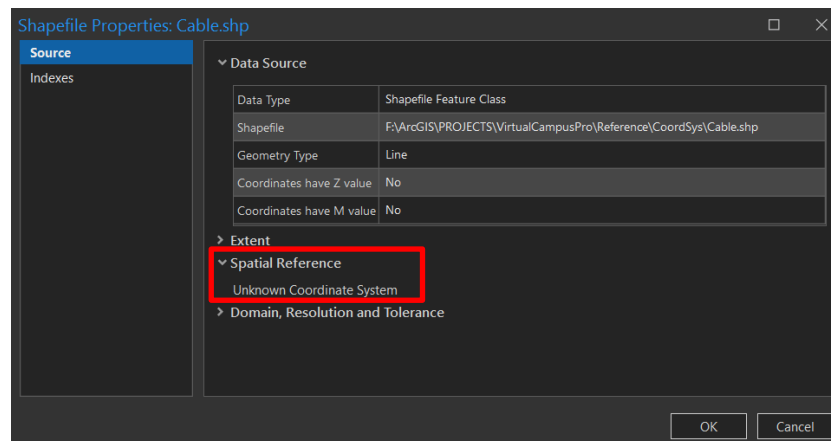 Shapefile Properties: Cable.shp
Source
Indexes
Data Source
Data Type Shapefile Feature Class
Shapefile F:\ArcGIS\PROJECTS\VirtualCampusPro\Reference\CoordSys\Cable.shp
Geometry Type Line
Coordinates have Z value No
Coordinates have M value No
Extent
Spatial Reference
Unknown Coordinate System
Domain, Resolution and Tolerance
OK Cancel